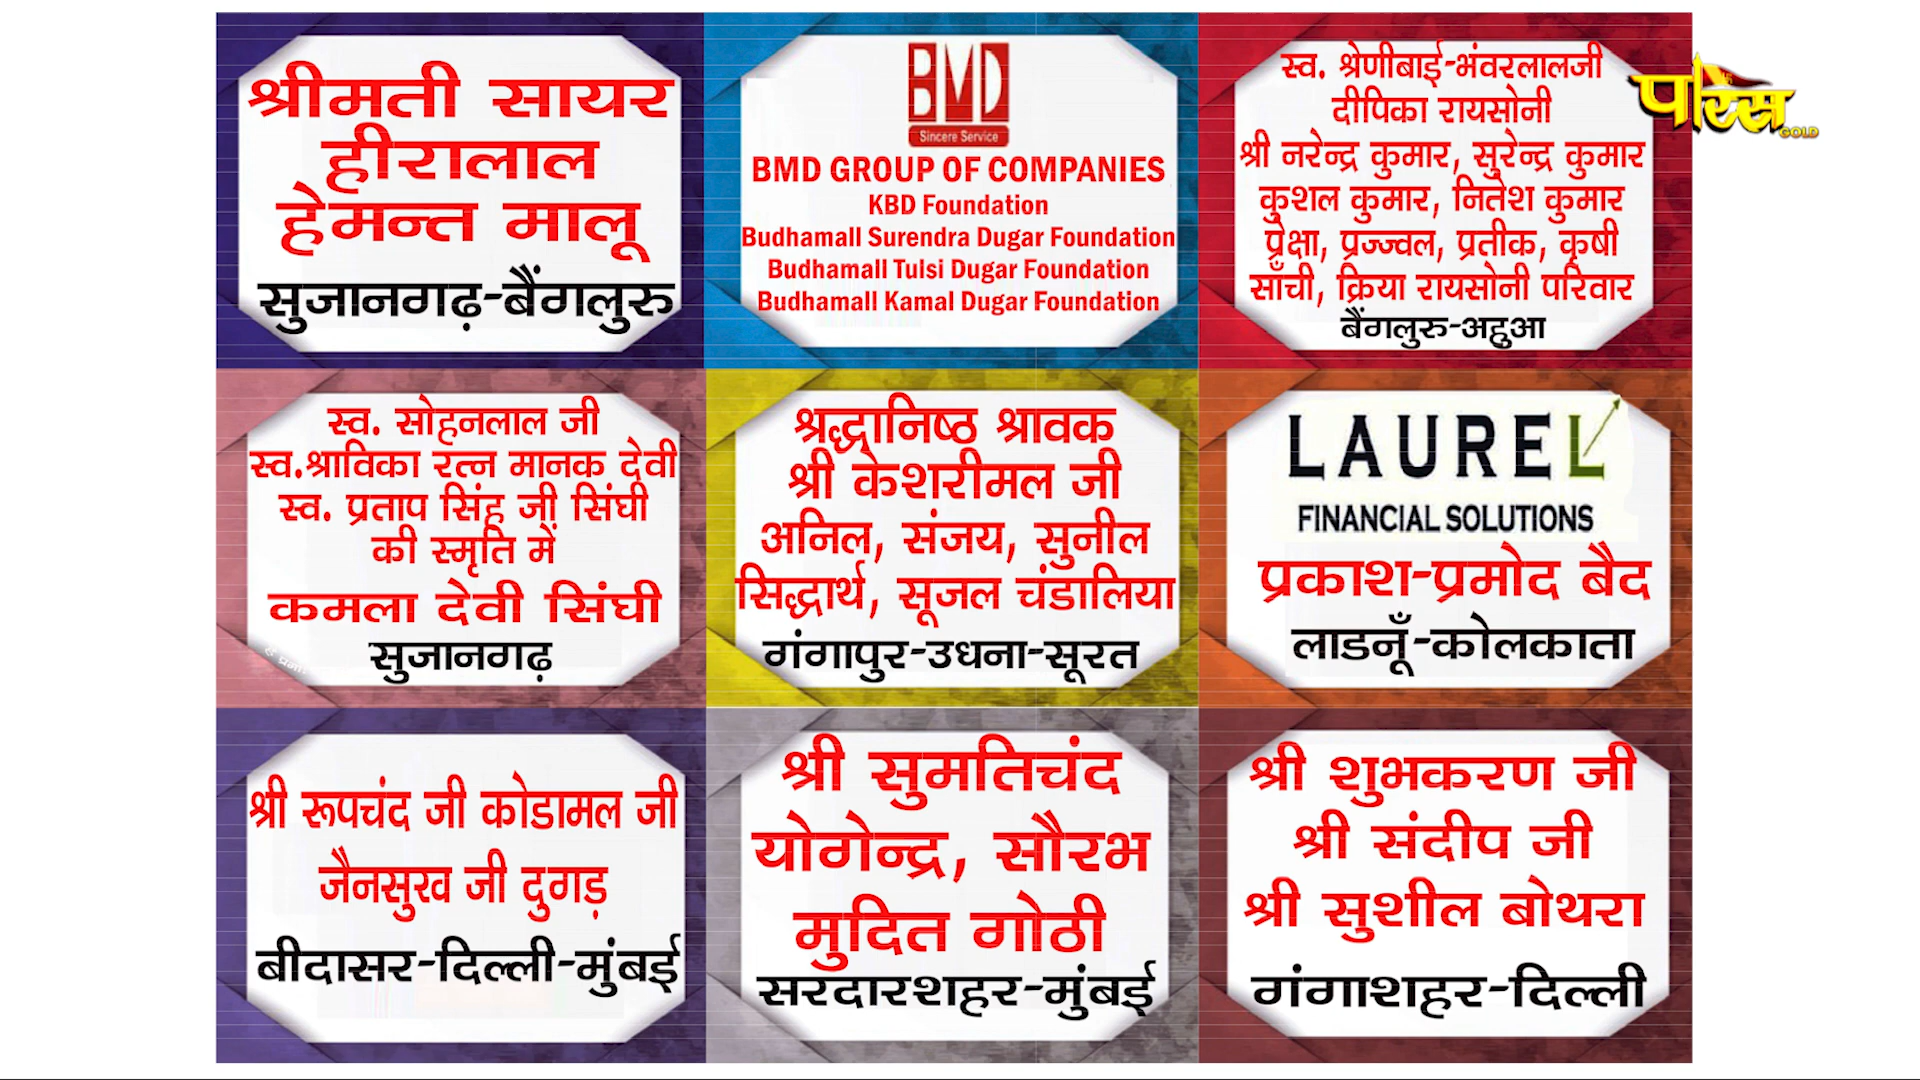 श्रीमती सायर
हीरालाल
हेमन्त मालू
सुजानगढ़-बैंगलुरु
BMD
Sincere Service
BMD GROUP OF COMPANIES
KBD Foundation
Budhamall Surendra Dugar Foundation
Budhamall Tulsi Dugar Foundation
Budhamall Kamal Dugar Foundation
स्व. श्रेणीबाई-भंवरलालजी
दीपिका रायसोनी
श्री नरेन्द्र कुमार, सुरेन्द्र कुमार
कुशल कुमार, नितेश कुमार
प्रेक्षा, प्रज्ज्वल, प्रतीक, कृषी
साँची, क्रिया रायसोनी परिवार
बैंगलुरु-अहुआ
पारस
GOLD
स्व. सोहनलाल जी
स्व.श्राविका रत्न मानक देवी
स्व. प्रताप सिंह जी सिंघी
की स्मृति में
कमला देवी सिंघी
सुजानगढ़
श्रद्धानिष्ठ श्रावक
श्री केशरीमल जी
अनिल, संजय, सुनील
सिद्धार्थ, सूजल चंडालिया
गंगापुर-उधना-सूरत
LAUREL
FINANCIAL SOLUTIONS
प्रकाश-प्रमोद बैद
लाडनूँ-कोलकाता
श्री रूपचंद जी कोडामल जी
जैनसुख जी दुगड़
बीदासर-दिल्ली-मुंबई
श्री सुमतिचंद
योगेन्द्र, सौरभ
मुदित गोठी
सरदारशहर-मुंबई
श्री शुभकरण जी
श्री संदीप जी
श्री सुशील बोथरा
गंगाशहर-दिल्ली